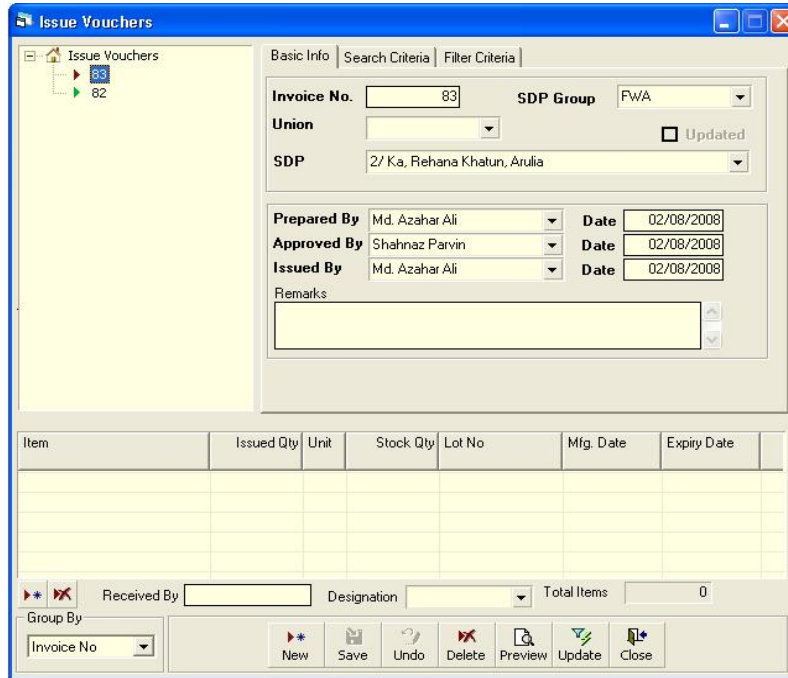 Issue Vouchers
Issue Vouchers
83
82
Basic Info Search Criteria Filter Criteria
Invoice No. 83 SDP Group FWA
Union Updated
SDP 2/ Ka, Rehana Khatun, Arulia
Prepared By Md. Azahar Ali Date 02/08/2008
Approved By Shahnaz Parvin Date 02/08/2008
Issued By Md. Azahar Ali Date 02/08/2008
Remarks
Item Issued Qty Unit Stock Qty Lot No Mfg. Date Expiry Date
Received By Designation Total Items 0
Group By
Invoice No
New Save Undo Delete Preview Update Close